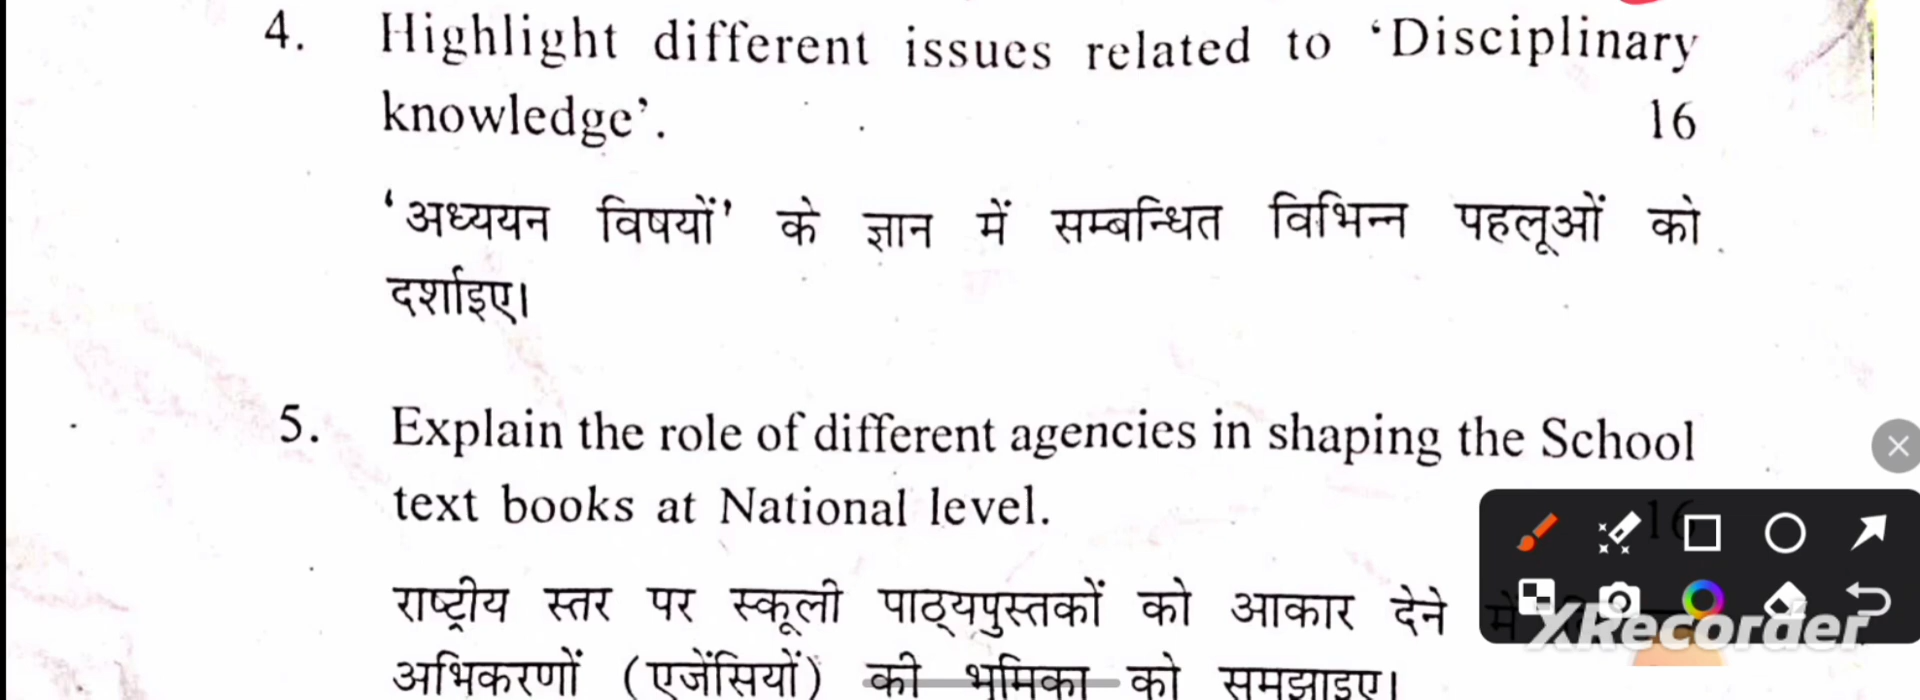 4. Highlight different issues related to ‘Disciplinary
knowledge’. 16
‘अध्ययन विषयों’ के ज्ञान में सम्बन्धित विभिन्न पहलूओं को
दर्शाइए।
5. Explain the role of different agencies in shaping the School
text books at National level. 16
राष्ट्रीय स्तर पर स्कूली पाठ्यपुस्तकों को आकार देने में
अभिकरणों (एजेंसियों) की भूमिका को समझाइए।
XRecorder